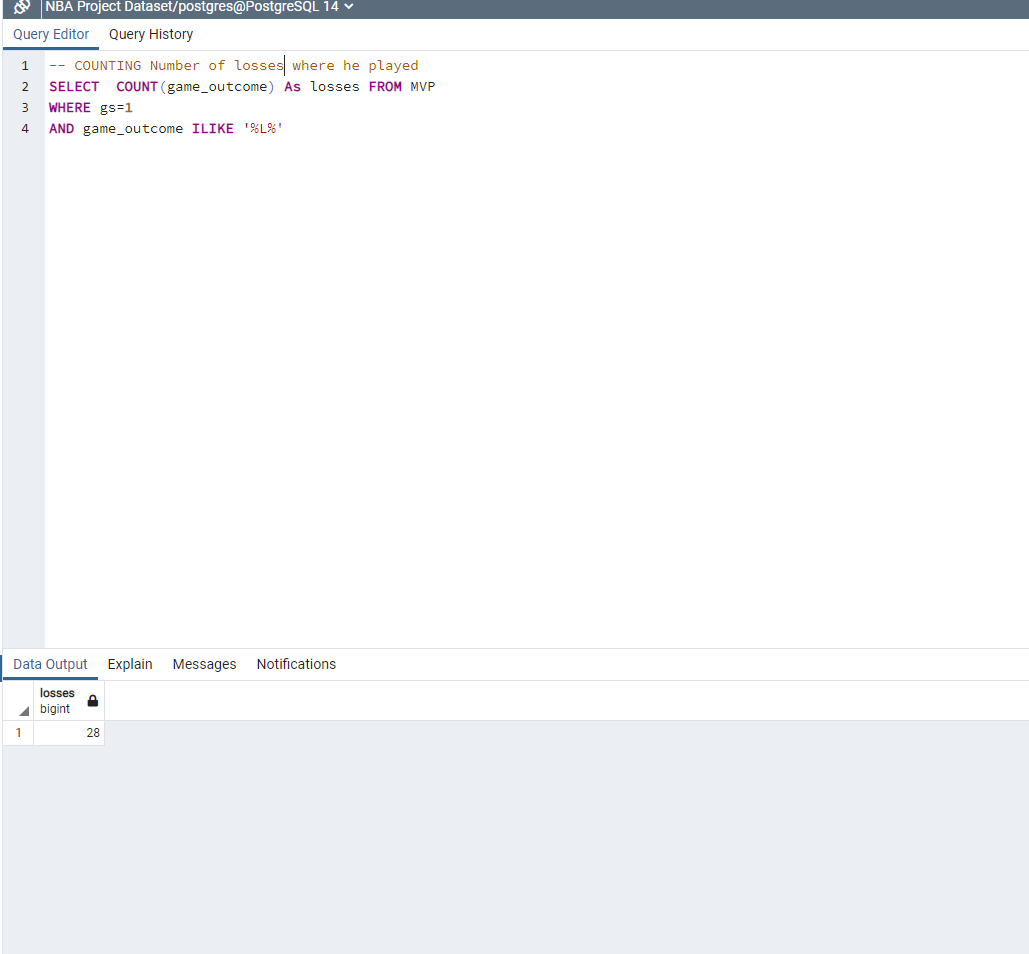 NBA Project Dataset/postgres@PostgreSQL 14
Query Editor Query History
1 -- COUNTING Number of losses where he played
2 SELECT  COUNT(game_outcome) As losses FROM MVP
3 WHERE gs=1
4 AND game_outcome ILIKE '%L%'
Data Output Explain Messages Notifications
losses
bigint
1 28